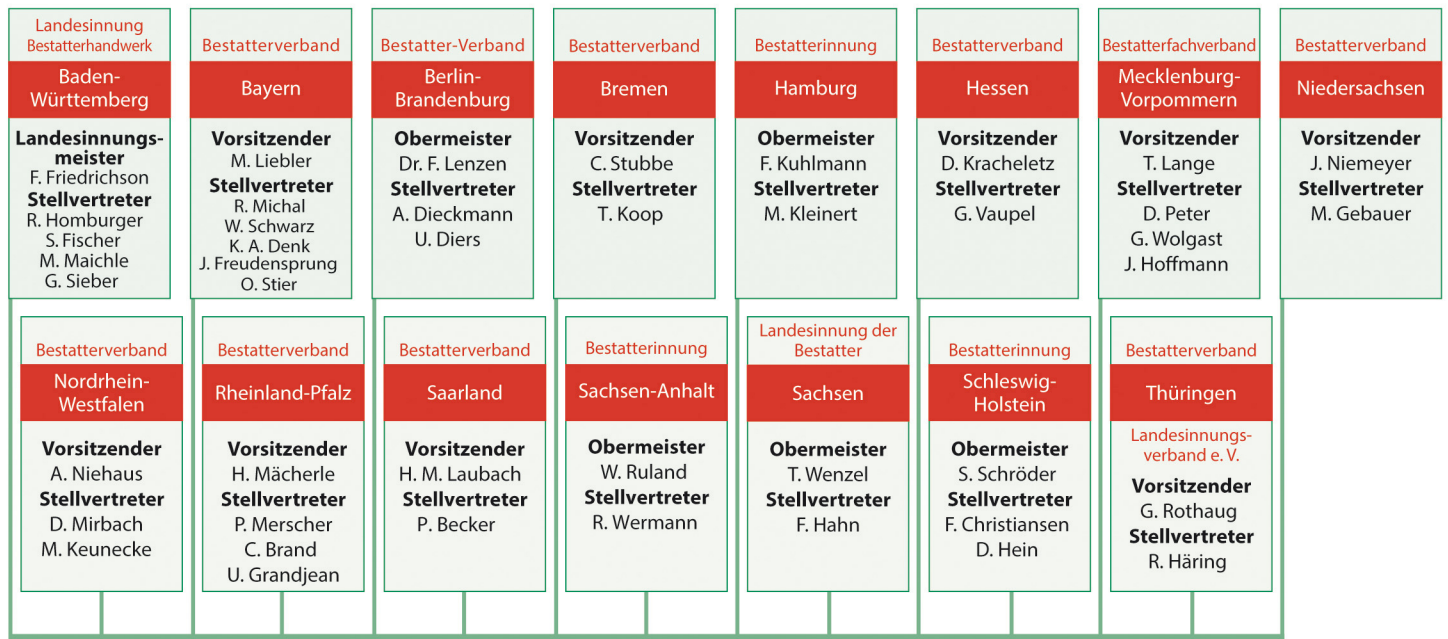 Landesinnung
Bestatterhandwerk
Baden-
Württemberg
Landesinnungs-
meister
F. Friedrichson
Stellvertreter
R. Homburger
S. Fischer
M. Maichle
G. Sieber
Bestatterverband
Bayern
Vorsitzender
M. Liebler
Stellvertreter
R. Michal
W. Schwarz
K. A. Denk
J. Freudensprung
O. Stier
Bestatter-Verband
Berlin-
Brandenburg
Obermeister
Dr. F. Lenzen
Stellvertreter
A. Dieckmann
U. Diers
Bestatterverband
Bremen
Vorsitzender
C. Stubbe
Stellvertreter
T. Koop
Bestatterinnung
Hamburg
Obermeister
F. Kuhlmann
Stellvertreter
M. Kleinert
Bestatterverband
Hessen
Vorsitzender
D. Kracheletz
Stellvertreter
G. Vaupel
Bestatterfachverband
Mecklenburg-
Vorpommern
Vorsitzender
T. Lange
Stellvertreter
D. Peter
G. Wolgast
J. Hoffmann
Bestatterverband
Niedersachsen
Vorsitzender
J. Niemeyer
Stellvertreter
M. Gebauer
Bestatterverband
Nordrhein-
Westfalen
Vorsitzender
A. Niehaus
Stellvertreter
D. Mirbach
M. Keunecke
Bestatterverband
Rheinland-Pfalz
Vorsitzender
H. Mächerle
Stellvertreter
P. Merscher
C. Brand
U. Grandjean
Bestatterverband
Saarland
Vorsitzender
H. M. Laubach
Stellvertreter
P. Becker
Bestatterinnung
Sachsen-Anhalt
Obermeister
W. Ruland
Stellvertreter
R. Wermann
Landesinnung der
Bestatter
Sachsen
Obermeister
T. Wenzel
Stellvertreter
F. Hahn
Bestatterinnung
Schleswig-
Holstein
Obermeister
S. Schröder
Stellvertreter
F. Christiansen
D. Hein
Bestatterverband
Thüringen
Landesinnungs-
verband e. V.
Vorsitzender
G. Rothaug
Stellvertreter
R. Häring